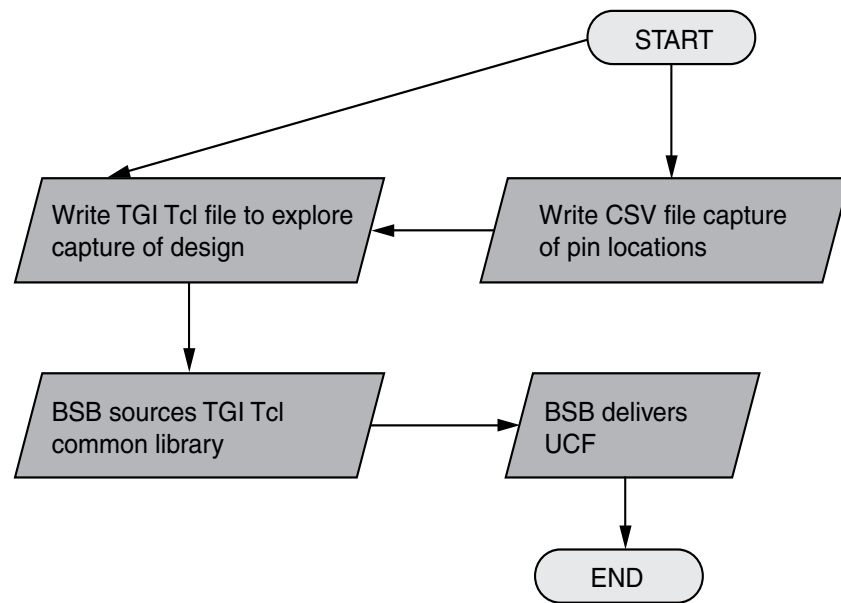 START
Write TGI Tcl file to explore
capture of design
Write CSV file capture
of pin locations
BSB sources TGI Tcl
common library
BSB delivers
UCF
END